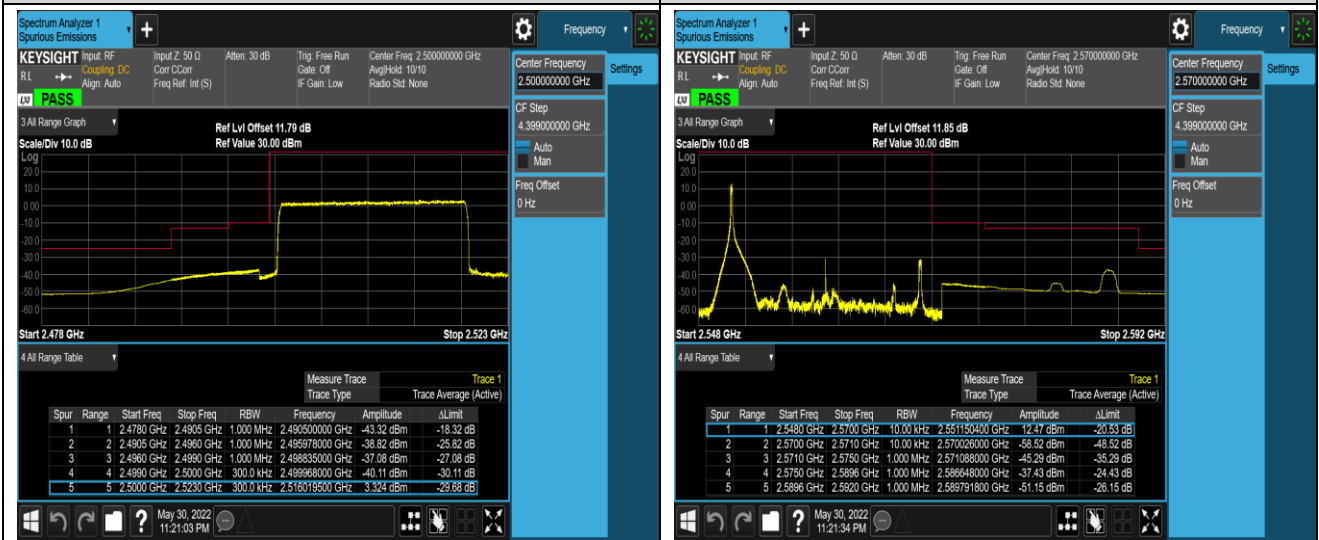 Spectrum Analyzer 1
Spurious Emissions
+
Frequency
KEYSIGHT Input: RF Input Z: 50 Ω Atten: 30 dB Trig: Free Run Center Freq: 2.500000000 GHz
RL Coupling: DC Corr CCorr Gate: Off Avg|Hold: 10/10
Align: Auto Freq Ref: Int (S) IF Gain: Low Radio Std: None
LXI PASS
Center Frequency
2.500000000 GHz
Settings
CF Step
4.399000000 GHz
Auto
Man
Freq Offset
0 Hz
3 All Range Graph
Ref Lvl Offset 11.79 dB
Scale/Div 10.0 dB Ref Value 30.00 dBm
Log
20.0
10.0
0.00
-10.0
-20.0
-30.0
-40.0
-50.0
-60.0
Start 2.478 GHz Stop 2.523 GHz
4 All Range Table
Measure Trace Trace 1
Trace Type Trace Average (Active)
Spur Range Start Freq Stop Freq RBW Frequency Amplitude ΔLimit
1 1 2.4780 GHz 2.4905 GHz 1.000 MHz 2.490500000 GHz -43.32 dBm -18.32 dB
2 2 2.4905 GHz 2.4960 GHz 1.000 MHz 2.495978000 GHz -38.82 dBm -25.82 dB
3 3 2.4960 GHz 2.4990 GHz 1.000 MHz 2.498835000 GHz -37.08 dBm -27.08 dB
4 4 2.4990 GHz 2.5000 GHz 300.0 kHz 2.499968000 GHz -40.11 dBm -30.11 dB
5 5 2.5000 GHz 2.5230 GHz 300.0 kHz 2.516019500 GHz 3.324 dBm -29.68 dB
?
May 30, 2022
11:21:03 PM
Spectrum Analyzer 1
Spurious Emissions
+
Frequency
KEYSIGHT Input: RF Input Z: 50 Ω Atten: 30 dB Trig: Free Run Center Freq: 2.570000000 GHz
RL Coupling: DC Corr CCorr Gate: Off Avg|Hold: 10/10
Align: Auto Freq Ref: Int (S) IF Gain: Low Radio Std: None
LXI PASS
Center Frequency
2.570000000 GHz
Settings
CF Step
4.399000000 GHz
Auto
Man
Freq Offset
0 Hz
3 All Range Graph
Ref Lvl Offset 11.85 dB
Scale/Div 10.0 dB Ref Value 30.00 dBm
Log
20.0
10.0
0.00
-10.0
-20.0
-30.0
-40.0
-50.0
-60.0
Start 2.548 GHz Stop 2.592 GHz
4 All Range Table
Measure Trace Trace 1
Trace Type Trace Average (Active)
Spur Range Start Freq Stop Freq RBW Frequency Amplitude ΔLimit
1 1 2.5480 GHz 2.5700 GHz 10.00 kHz 2.551150400 GHz 12.47 dBm -20.53 dB
2 2 2.5700 GHz 2.5710 GHz 10.00 kHz 2.570026000 GHz -58.52 dBm -48.52 dB
3 3 2.5710 GHz 2.5750 GHz 1.000 MHz 2.571088000 GHz -45.29 dBm -35.29 dB
4 4 2.5750 GHz 2.5896 GHz 1.000 MHz 2.586648000 GHz -37.43 dBm -24.43 dB
5 5 2.5896 GHz 2.5920 GHz 1.000 MHz 2.589791800 GHz -51.15 dBm -26.15 dB
?
May 30, 2022
11:21:34 PM